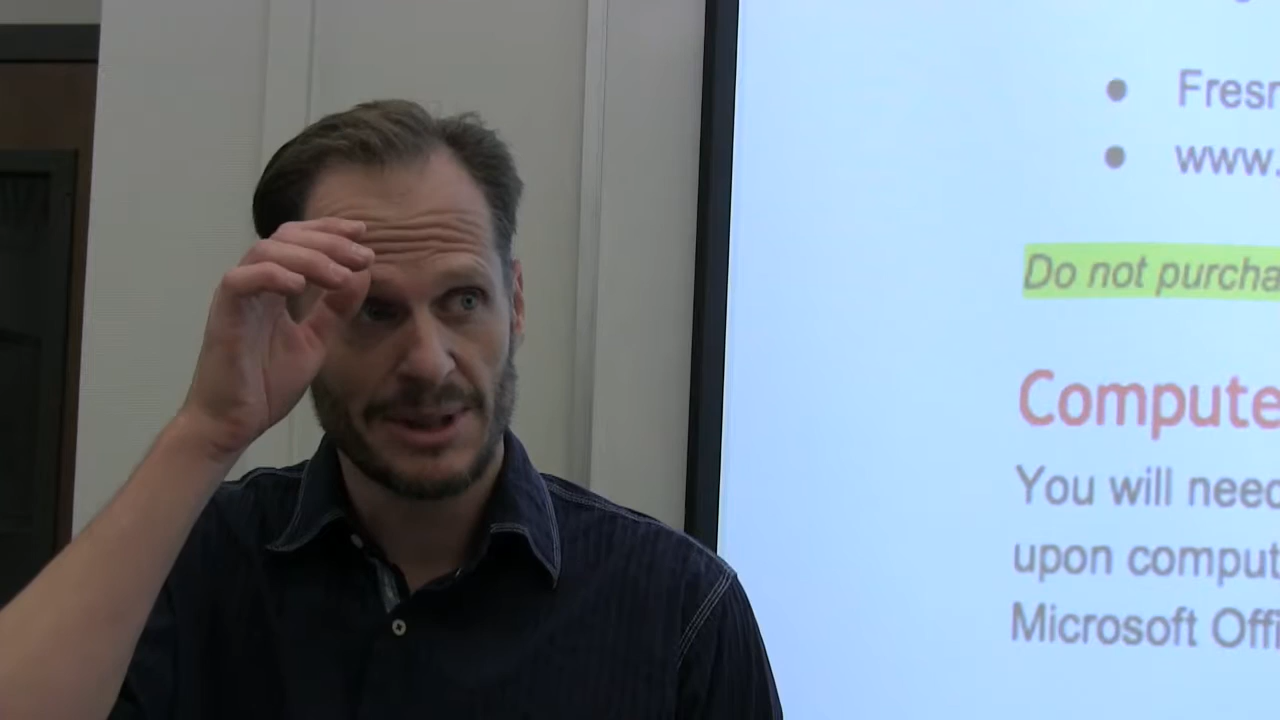 • Fresn
• www.
Do not purcha
Compute
You will need
upon comput
Microsoft Offi